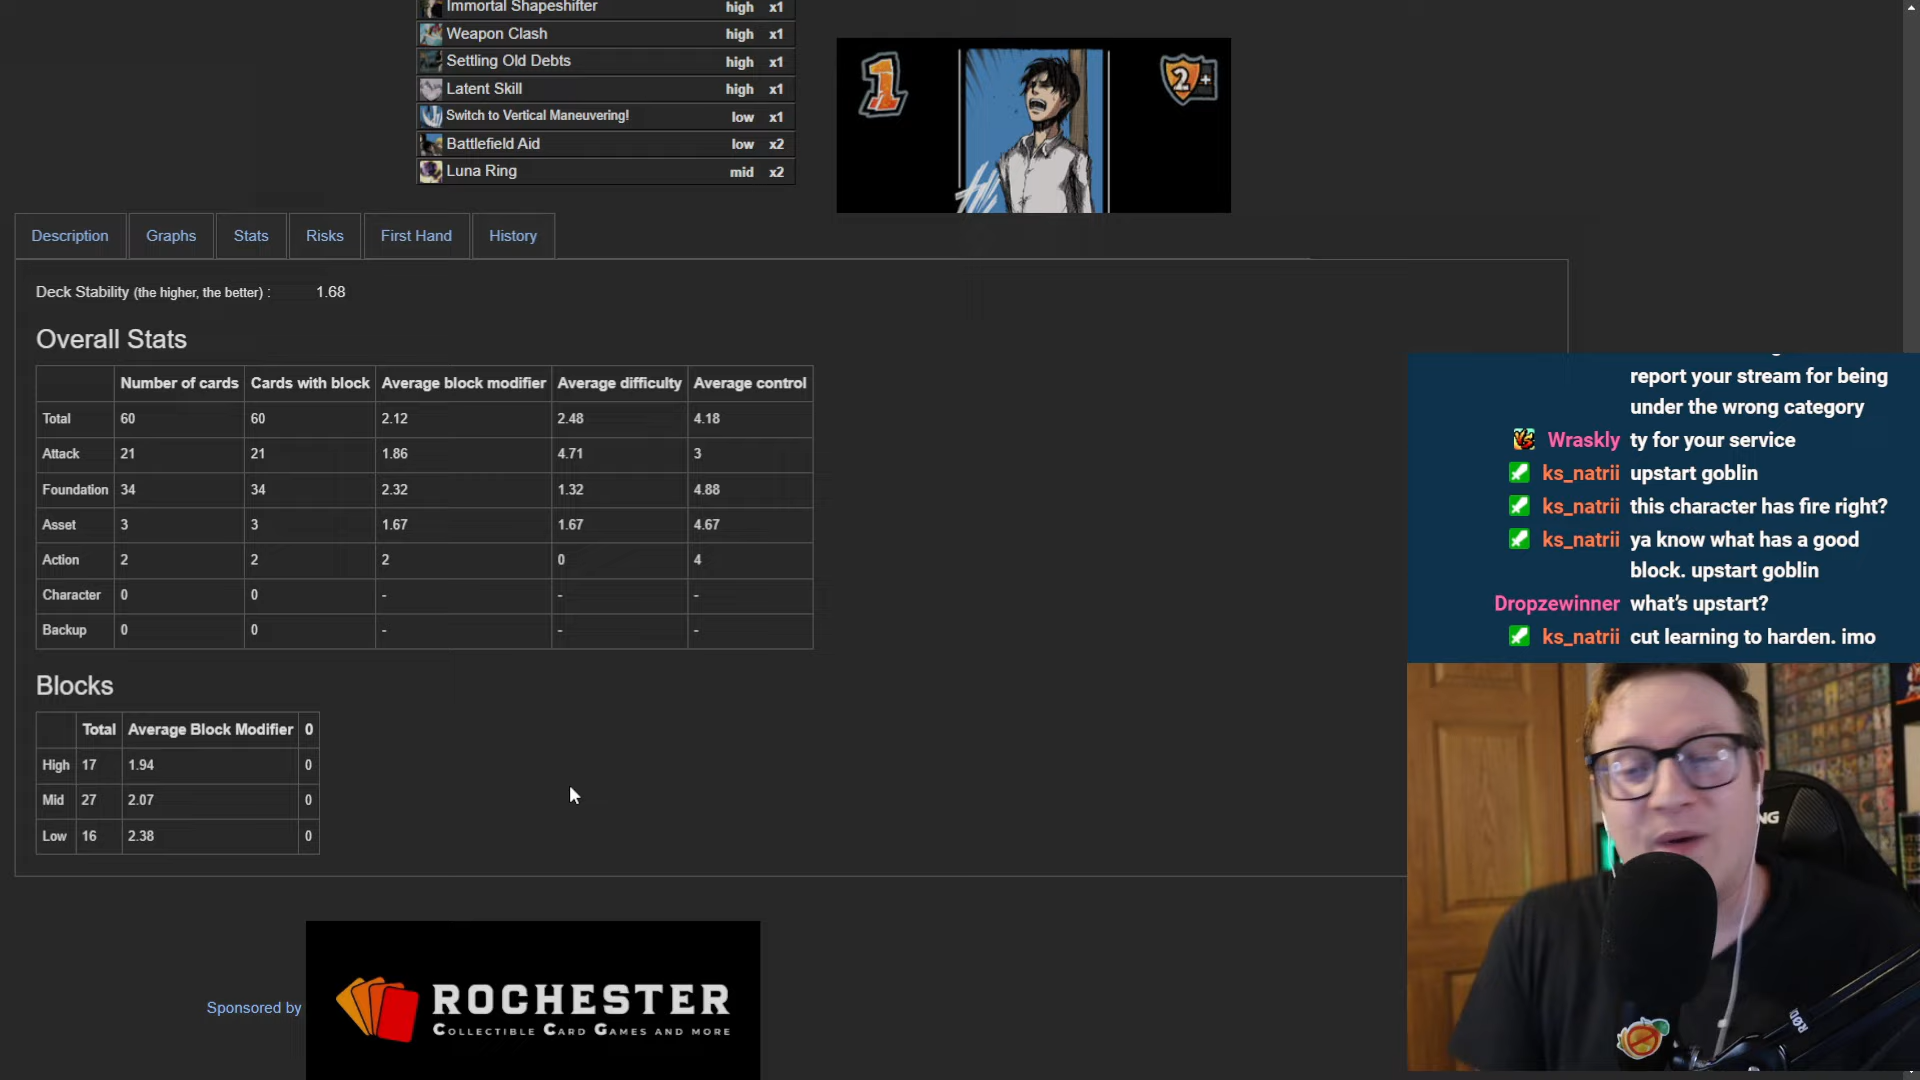 Immortal Shapeshifter high x1
Weapon Clash high x1
Settling Old Debts high x1
Latent Skill high x1
Switch to Vertical Maneuvering! low x1
Battlefield Aid low x2
Luna Ring mid x2
1
2+
Description Graphs Stats Risks First Hand History
Deck Stability (the higher, the better) : 1.68
Overall Stats
Number of cards Cards with block Average block modifier Average difficulty Average control
Total 60 60 2.12 2.48 4.18
Attack 21 21 1.86 4.71 3
Foundation 34 34 2.32 1.32 4.88
Asset 3 3 1.67 1.67 4.67
Action 2 2 2 0 4
Character 0 0 - - -
Backup 0 0 - - -
Blocks
Total Average Block Modifier 0
High 17 1.94 0
Mid 27 2.07 0
Low 16 2.38 0
Sponsored by
ROCHESTER
COLLECTIBLE CARD GAMES AND MORE
report your stream for being
under the wrong category
Wraskly ty for your service
ks_natrii upstart goblin
ks_natrii this character has fire right?
ks_natrii ya know what has a good
block. upstart goblin
Dropzewinner what's upstart?
ks_natrii cut learning to harden. imo
NG
RØD